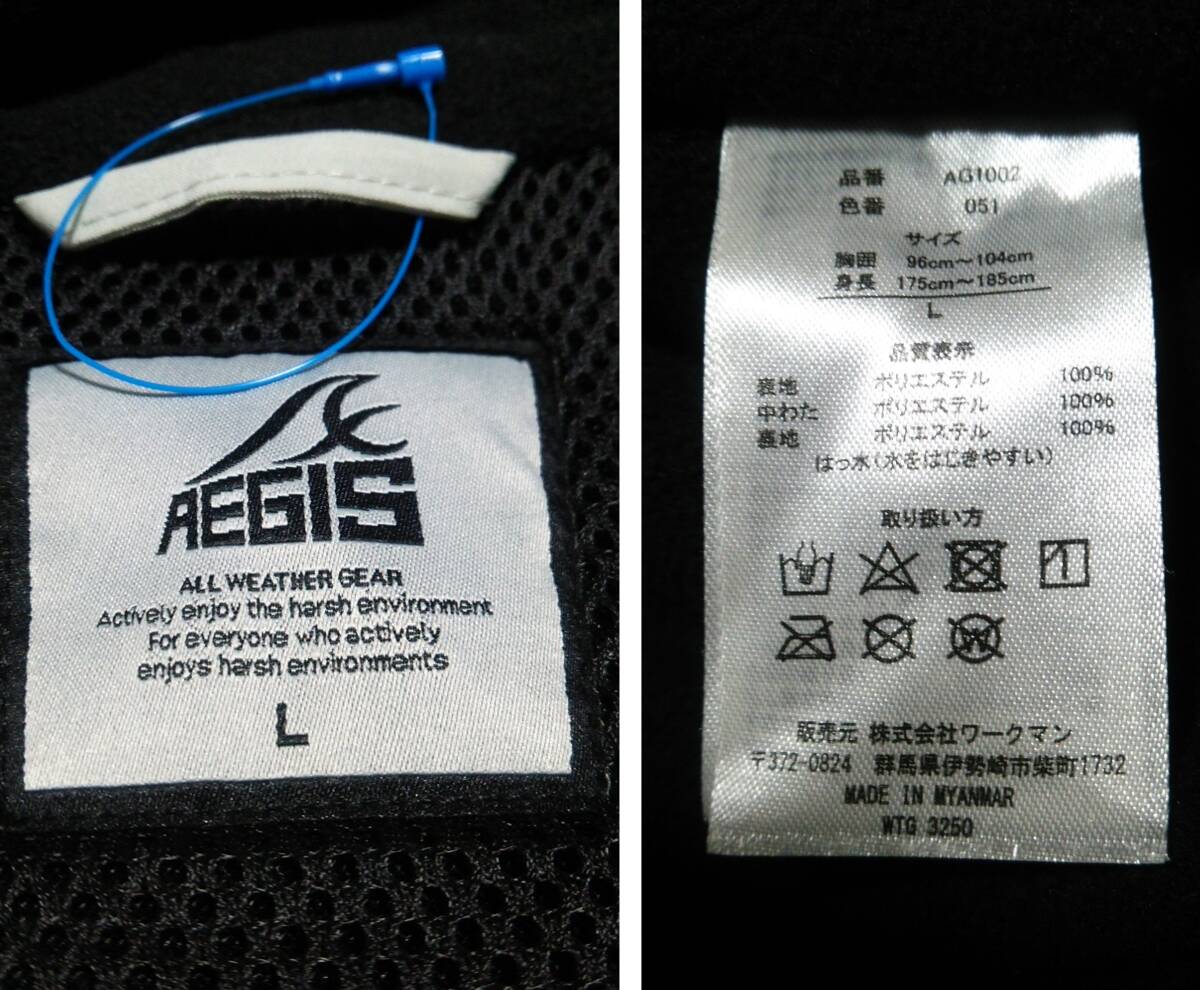 AEGIS
ALL WEATHER GEAR
Actively enjoy the harsh environment
For everyone who actively
enjoys harsh environments
L
品番 AG1002
色番 051
サイズ
胸囲 96cm~104cm
身長 175cm~185cm
L
品質表示
表地 ポリエステル 100%
中わた ポリエステル 100%
裏地 ポリエステル 100%
はっ水(水をはじきやすい)
取り扱い方
W
販売元 株式会社ワークマン
〒372-0824 群馬県伊勢崎市柴町1732
MADE IN MYANMAR
WTG 3250